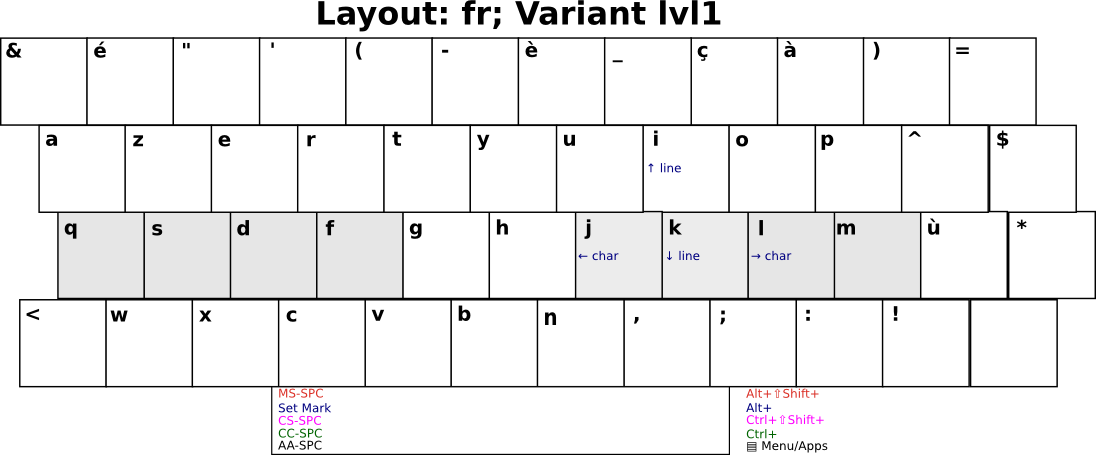 Layout: fr; Variant lvl1
& é " ' ( - è _ ç à ) =
a z e r t y u i o p ^ $
↑ line
q s d f g h j k l m ù *
← char ↓ line → char
< w x c v b n , ; : !
MS-SPC Alt+⇧Shift+
Set Mark Alt+
CS-SPC Ctrl+⇧Shift+
CC-SPC Ctrl+
AA-SPC ▤ Menu/Apps